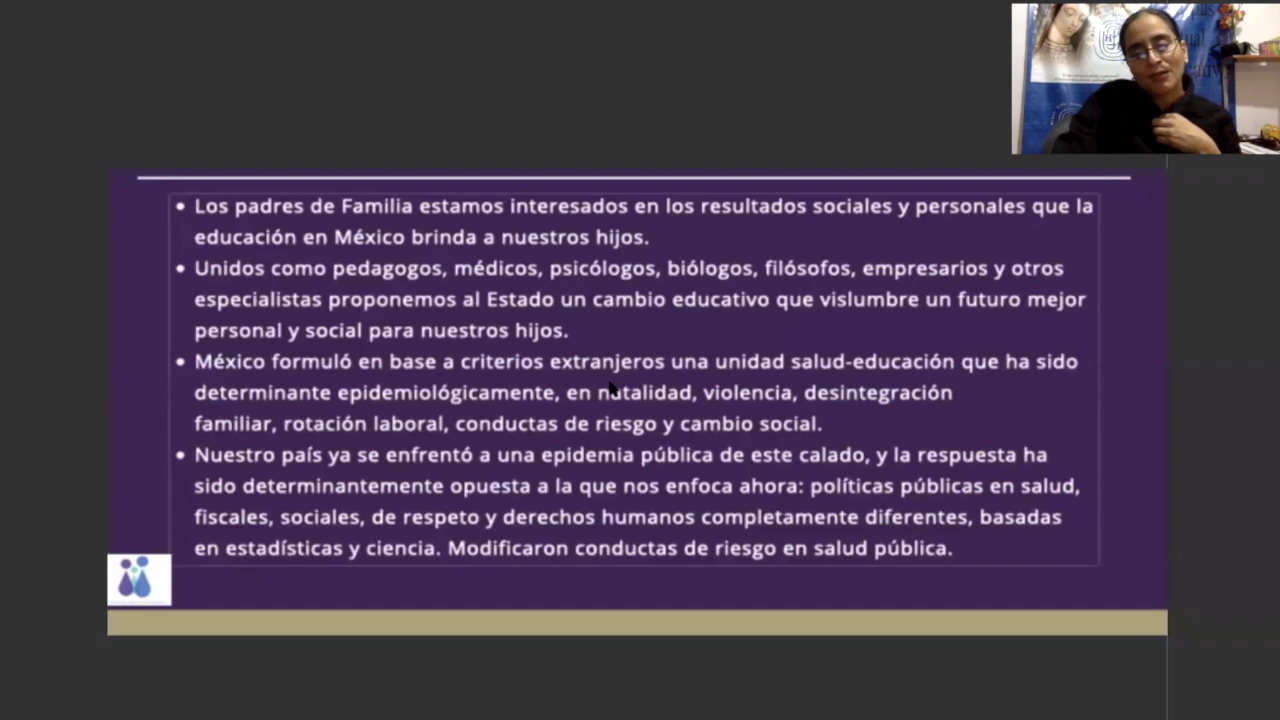 • Los padres de Familia estamos interesados en los resultados sociales y personales que la
educación en México brinda a nuestros hijos.
• Unidos como pedagogos, médicos, psicólogos, biólogos, filósofos, empresarios y otros
especialistas proponemos al Estado un cambio educativo que vislumbre un futuro mejor
personal y social para nuestros hijos.
• México formuló en base a criterios extranjeros una unidad salud-educación que ha sido
determinante epidemiológicamente, en natalidad, violencia, desintegración
familiar, rotación laboral, conductas de riesgo y cambio social.
• Nuestro país ya se enfrentó a una epidemia pública de este calado, y la respuesta ha
sido determinantemente opuesta a la que nos enfoca ahora: políticas públicas en salud,
fiscales, sociales, de respeto y derechos humanos completamente diferentes, basadas
en estadísticas y ciencia. Modificaron conductas de riesgo en salud pública.